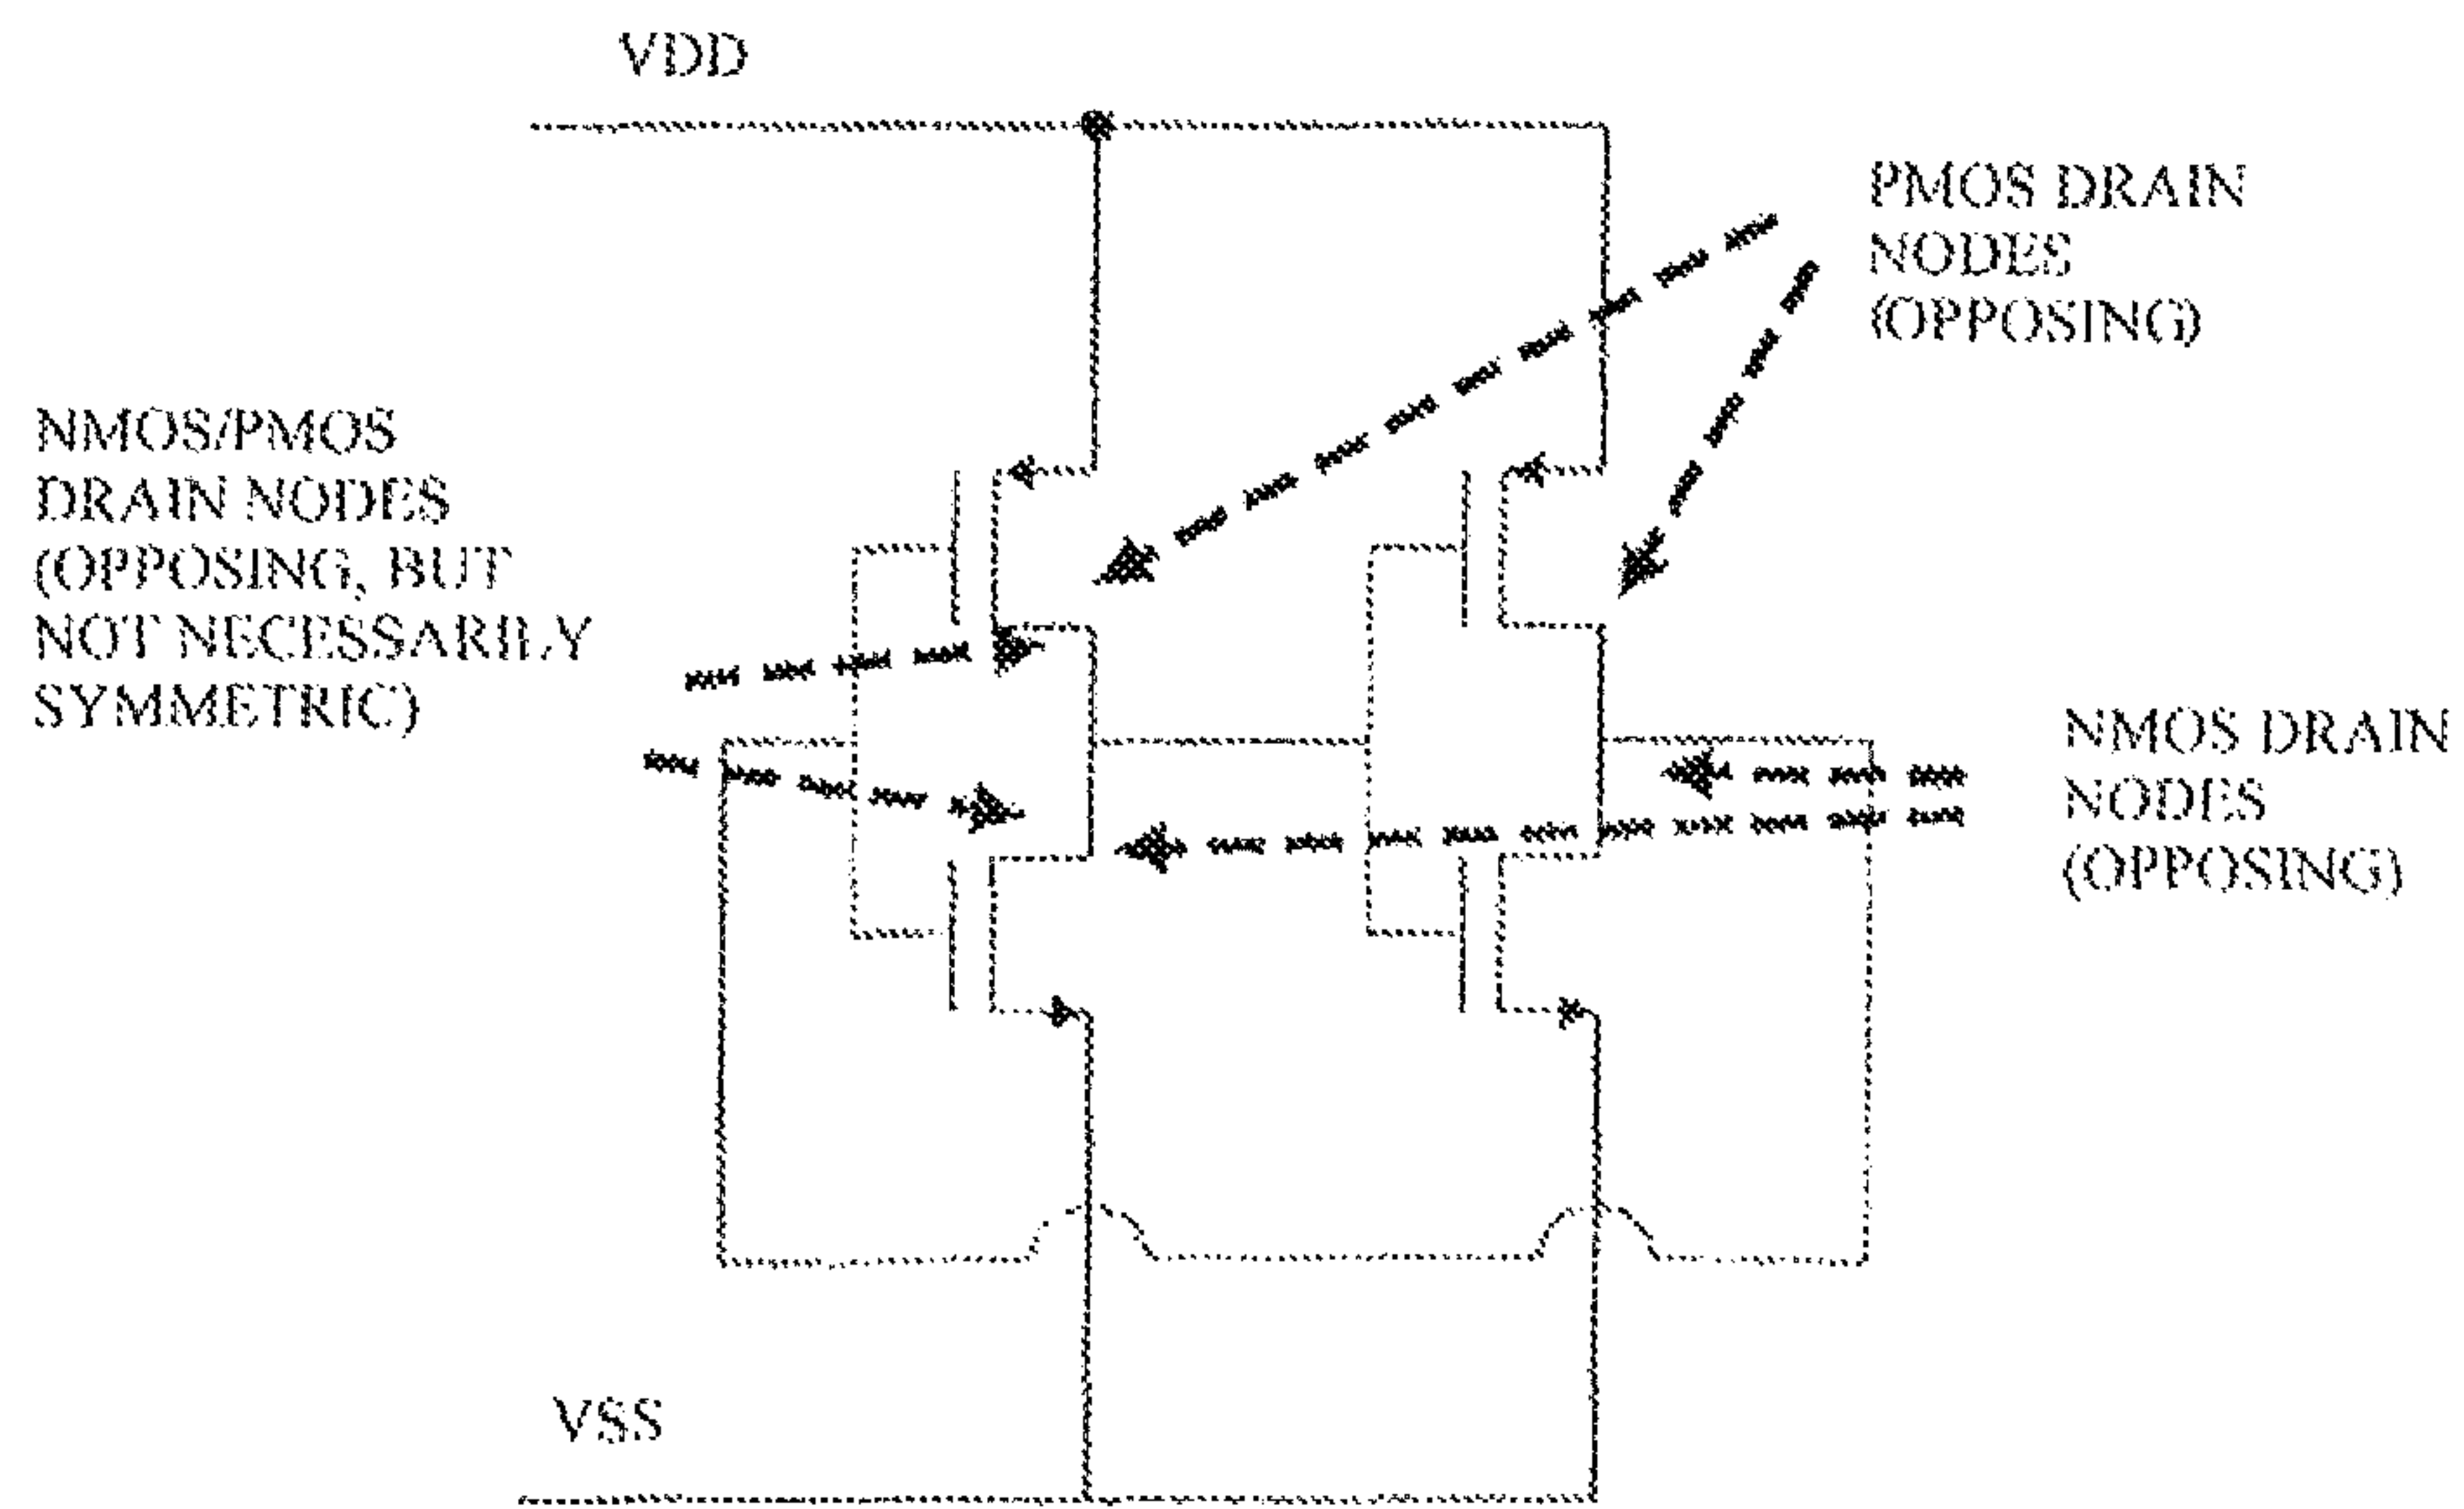 VDD
PMOS DRAIN
NODES
(OPPOSING)
NMOS/PMOS
DRAIN NODES
(OPPOSING, BUT
NOT NECESSARILY
SYMMETRIC)
NMOS DRAIN
NODES
(OPPOSING)
VSS